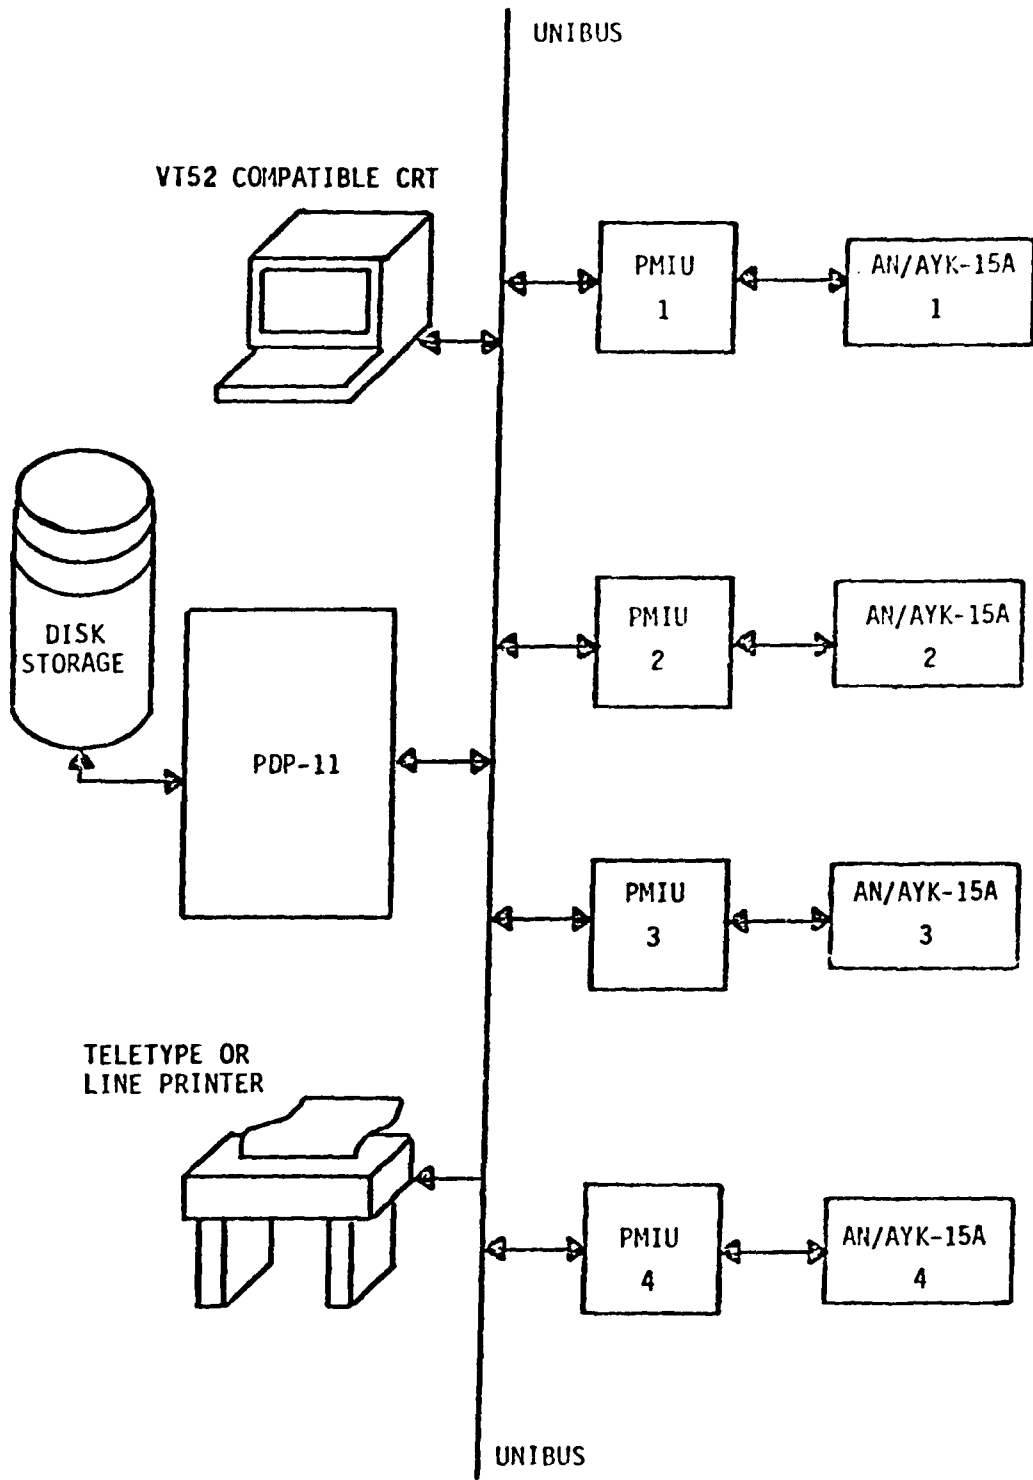 UNIBUS
VT52 COMPATIBLE CRT
PMIU
1
AN/AYK-15A
1
PMIU
2
AN/AYK-15A
2
DISK
STORAGE
PDP-11
PMIU
3
AN/AYK-15A
3
TELETYPE OR
LINE PRINTER
PMIU
4
AN/AYK-15A
4
UNIBUS